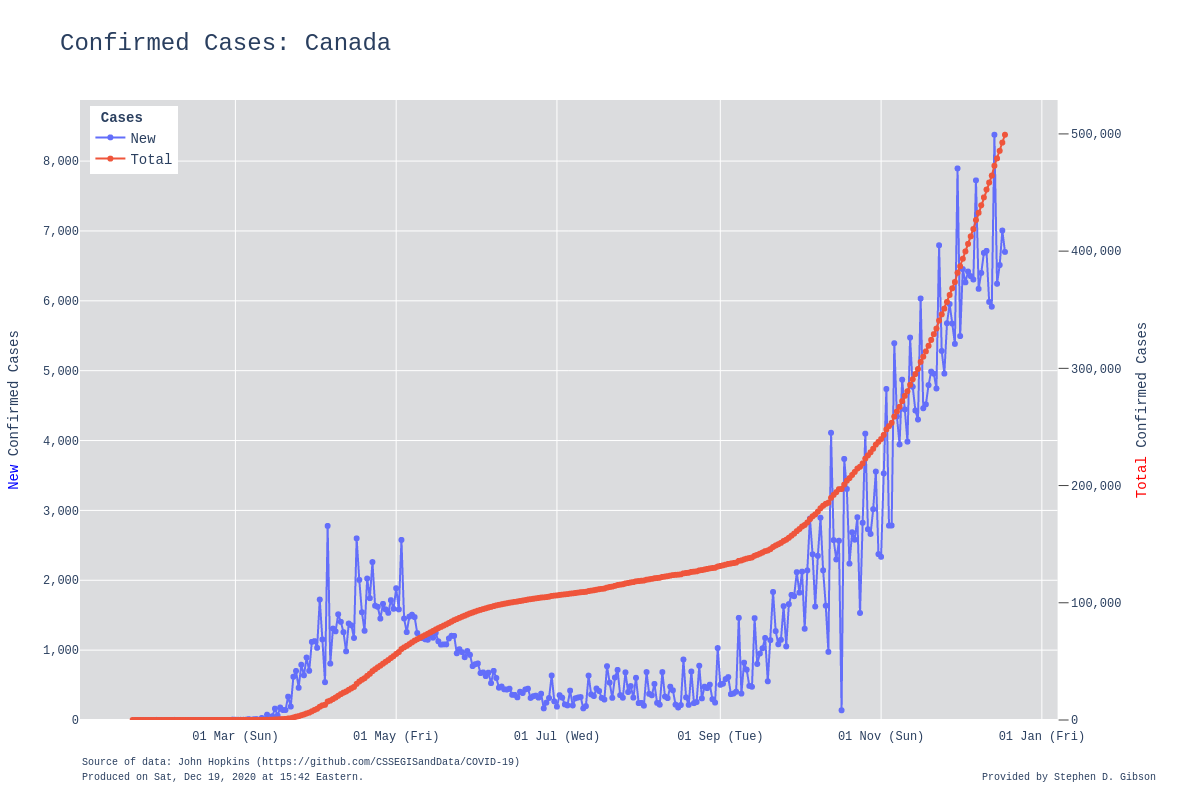 Confirmed Cases: Canada
Cases
New
Total
8,000
7,000
6,000
5,000
4,000
3,000
2,000
1,000
0
New Confirmed Cases
500,000
400,000
300,000
200,000
100,000
0
Total Confirmed Cases
01 Mar (Sun) 01 May (Fri) 01 Jul (Wed) 01 Sep (Tue) 01 Nov (Sun) 01 Jan (Fri)
Source of data: John Hopkins (https://github.com/CSSEGISandData/COVID-19)
Produced on Sat, Dec 19, 2020 at 15:42 Eastern.
Provided by Stephen D. Gibson